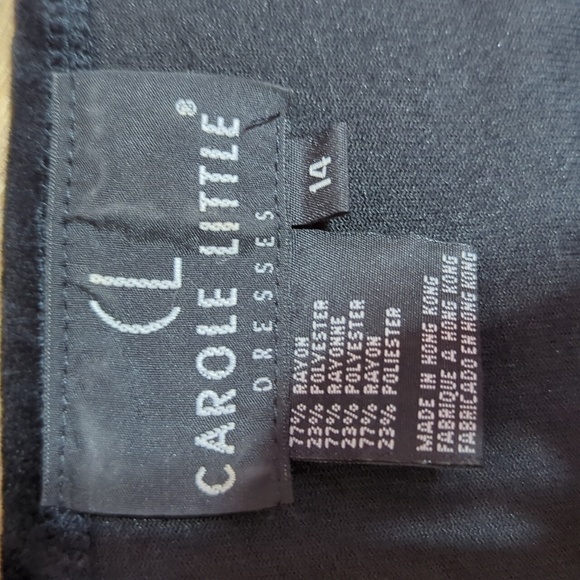 CL
CAROLE LITTLE®
DRESSES
14
77% RAYON
23% POLYESTER
77% RAYONNE
23% POLYESTER
77% RAYON
23% POLIESTER
MADE IN HONG KONG
FABRIQUE A HONG KONG
FABRICADO EN HONG KONG